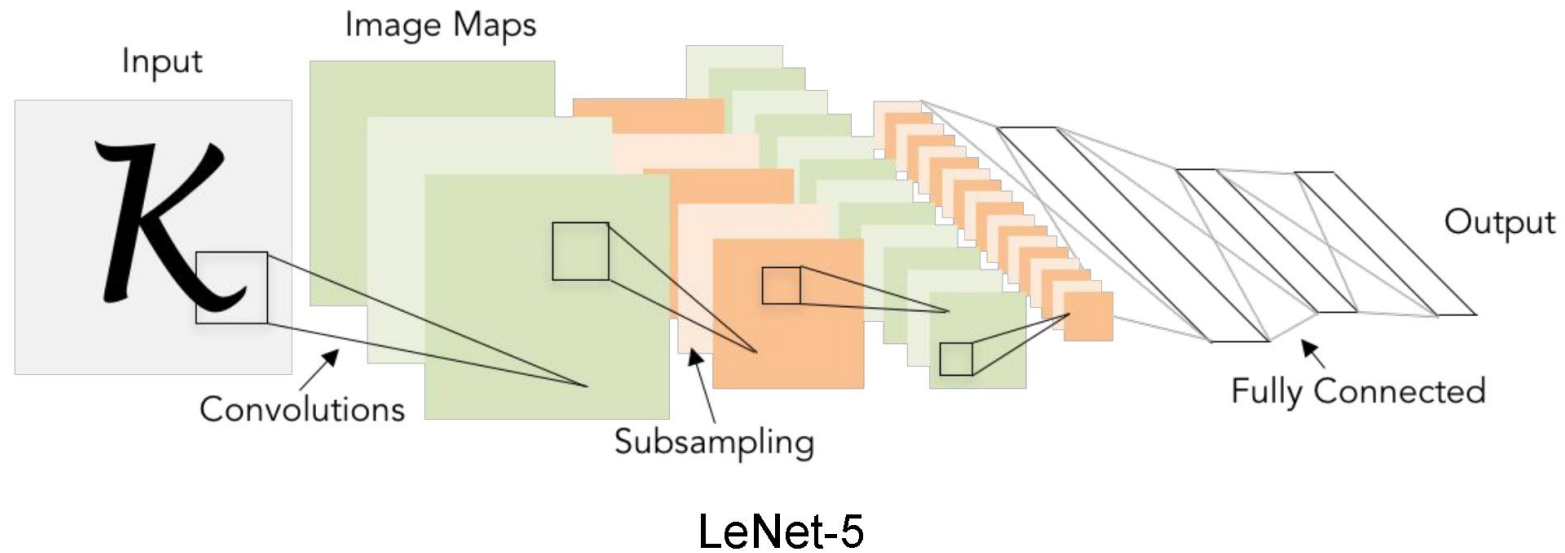 Image Maps
Input
K
Output
Convolutions
Fully Connected
Subsampling
LeNet-5